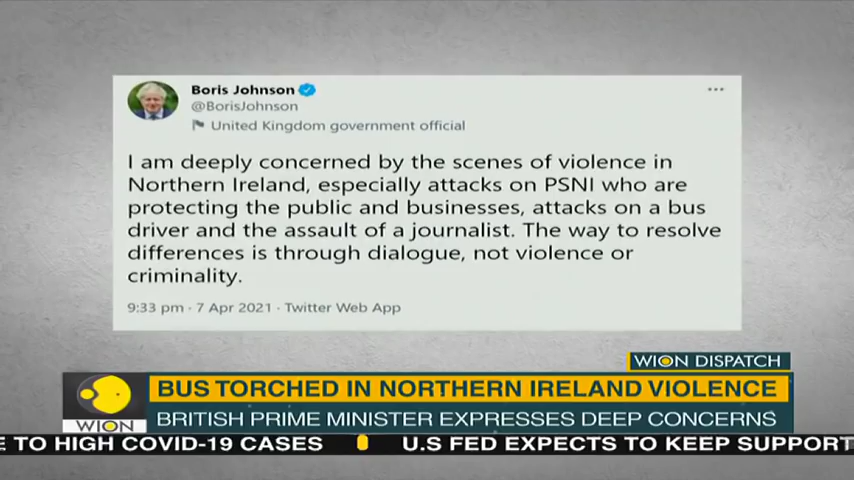 Boris Johnson
@BorisJohnson
United Kingdom government official
I am deeply concerned by the scenes of violence in
Northern Ireland, especially attacks on PSNI who are
protecting the public and businesses, attacks on a bus
driver and the assault of a journalist. The way to resolve
differences is through dialogue, not violence or
criminality.
9:33 pm · 7 Apr 2021 · Twitter Web App
WION DISPATCH
BUS TORCHED IN NORTHERN IRELAND VIOLENCE
WION
BRITISH PRIME MINISTER EXPRESSES DEEP CONCERNS
E TO HIGH COVID-19 CASES U.S FED EXPECTS TO KEEP SUPPORT